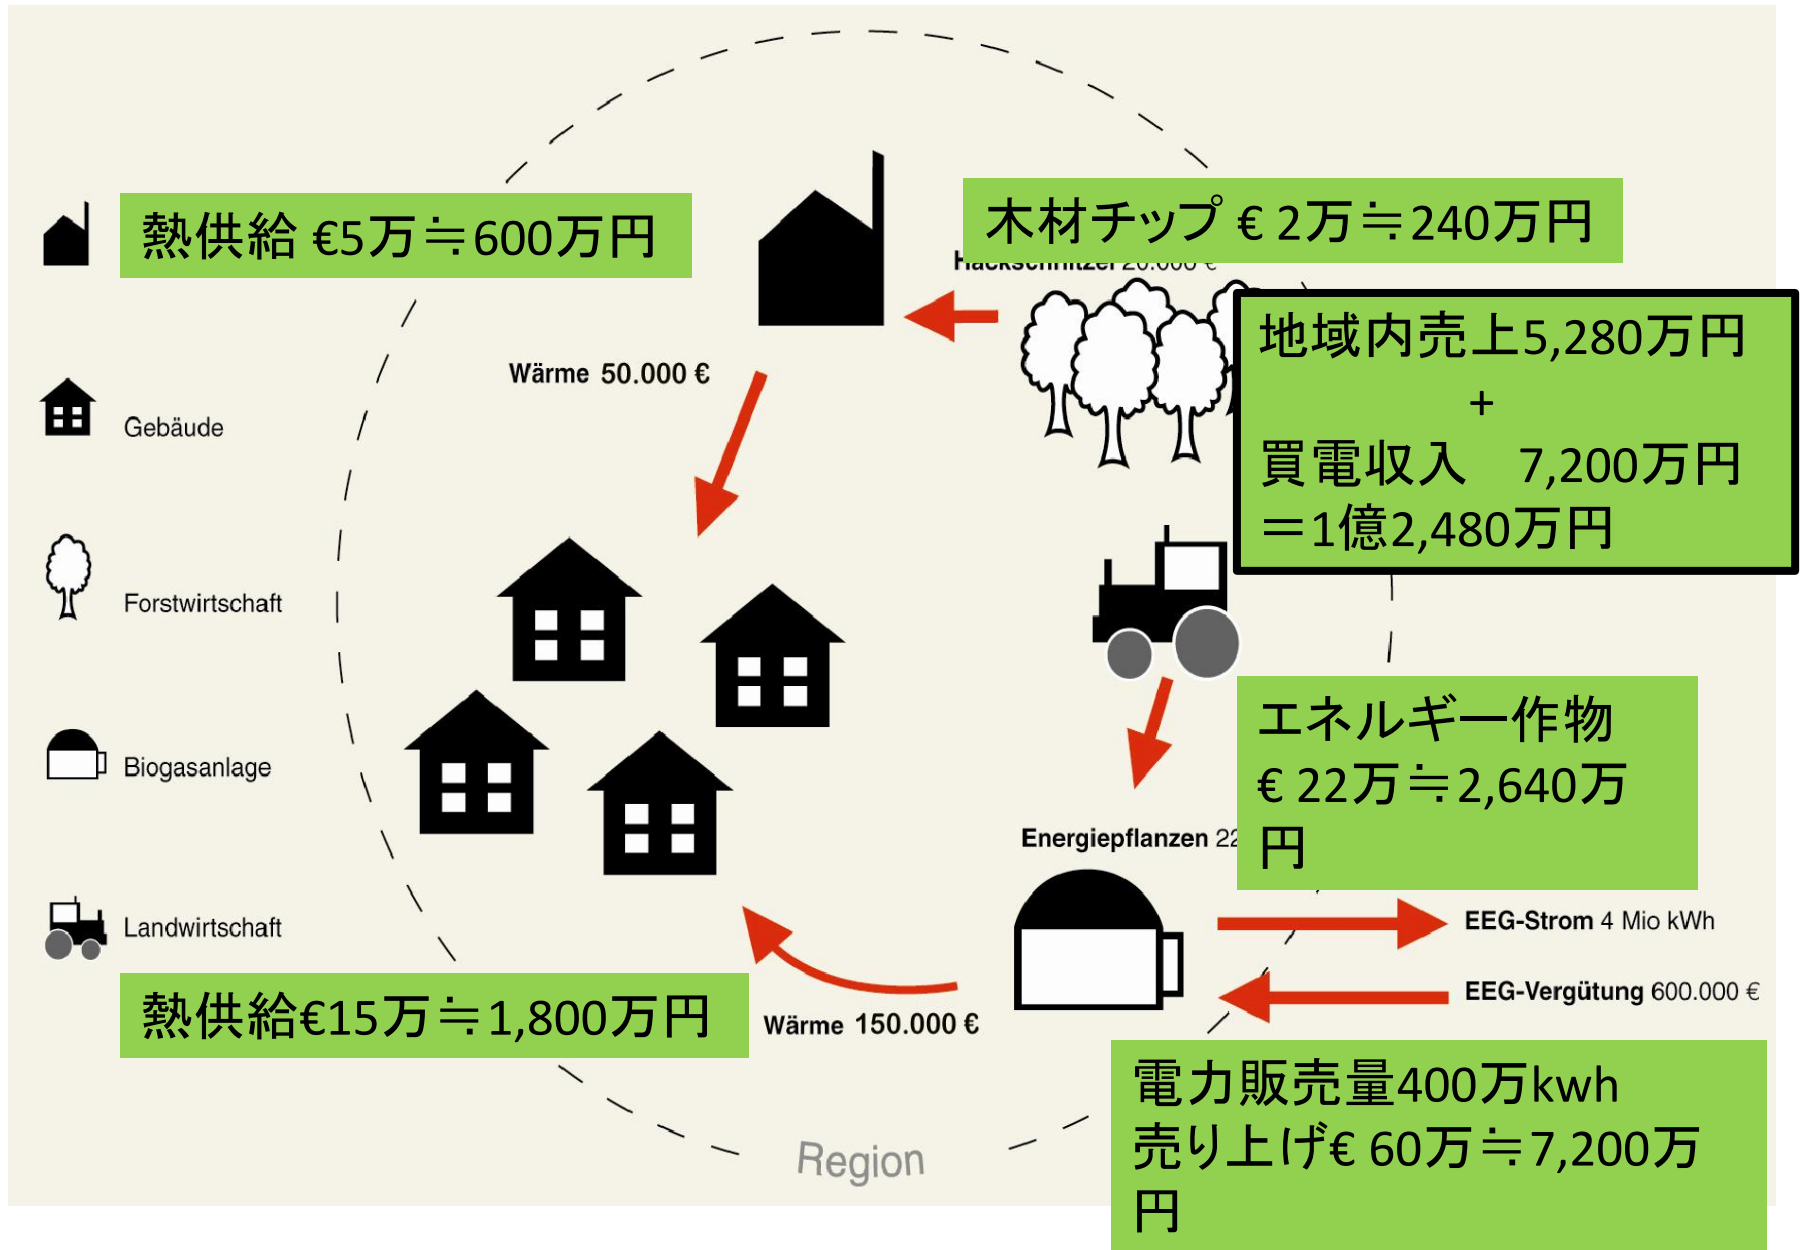 熱供給 €5万≒600万円
木材チップ € 2万≒240万円
Hackschnitzel 20.000 €
地域内売上5,280万円
+
買電収入　7,200万円
＝1億2,480万円
Wärme 50.000 €
Gebäude
Forstwirtschaft
Biogasanlage
Landwirtschaft
エネルギー作物
€ 22万≒2,640万
円
Energiepflanzen 22
EEG-Strom 4 Mio kWh
EEG-Vergütung 600.000 €
熱供給€15万≒1,800万円
Wärme 150.000 €
電力販売量400万kwh
売り上げ€ 60万≒7,200万
円
Region